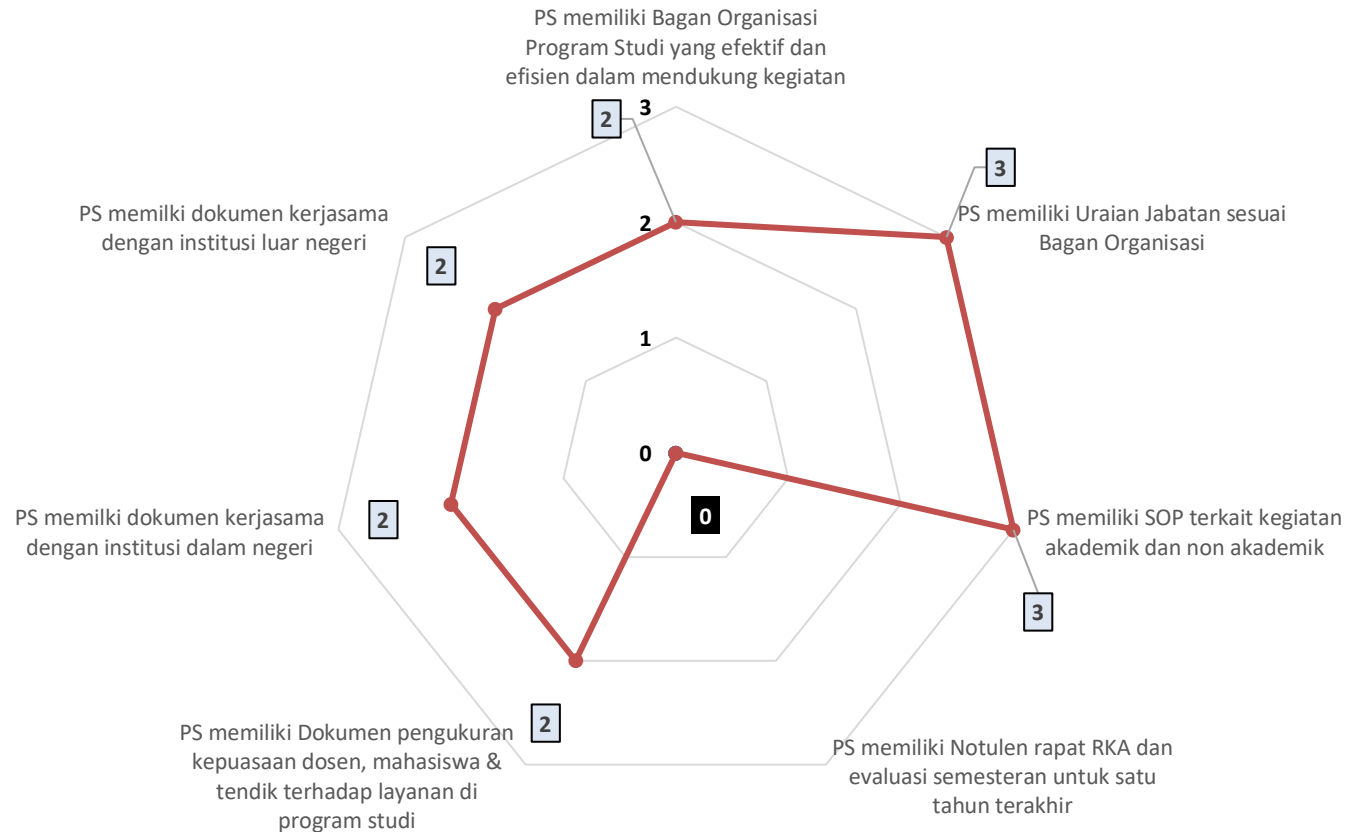 PS memiliki Bagan Organisasi
Program Studi yang efektif dan
efisien dalam mendukung kegiatan
3
2
3
PS memilki dokumen kerjasama
dengan institusi luar negeri
2
2
PS memiliki Uraian Jabatan sesuai
Bagan Organisasi
1
0
PS memilki dokumen kerjasama
dengan institusi dalam negeri
2
0
PS memiliki SOP terkait kegiatan
akademik dan non akademik
3
PS memiliki Dokumen pengukuran
kepuasaan dosen, mahasiswa &
tendik terhadap layanan di
program studi
2
PS memiliki Notulen rapat RKA dan
evaluasi semesteran untuk satu
tahun terakhir